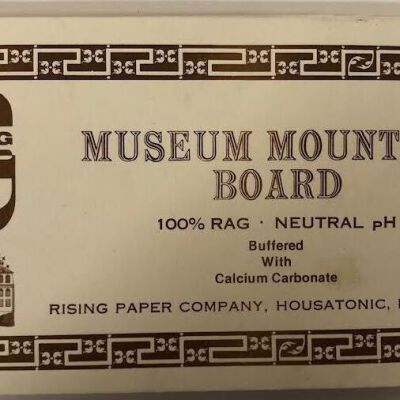 MUSEUM MOUNT
BOARD
100% RAG · NEUTRAL pH
Buffered
With
Calcium Carbonate
RISING PAPER COMPANY, HOUSATONIC,